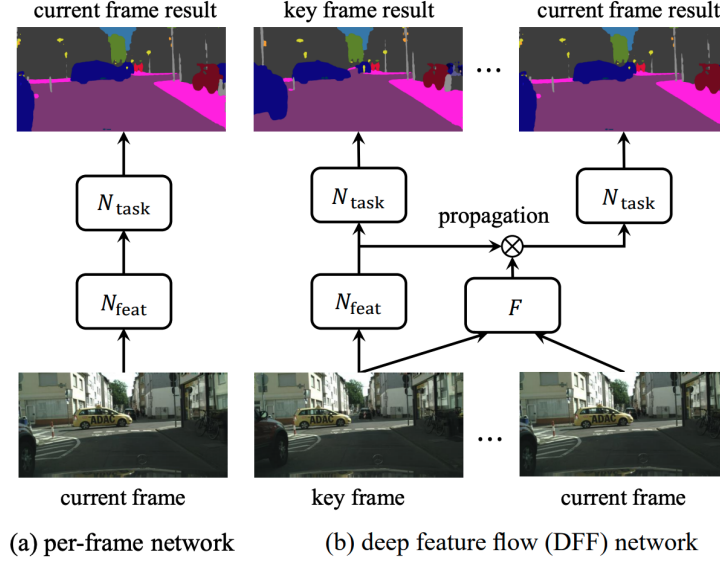 current frame result
key frame result
current frame result
...
N_task
N_task
N_task
propagation
⊗
N_feat
N_feat
F
ADAC
ADAC
ADAC
...
current frame
key frame
current frame
(a) per-frame network
(b) deep feature flow (DFF) network